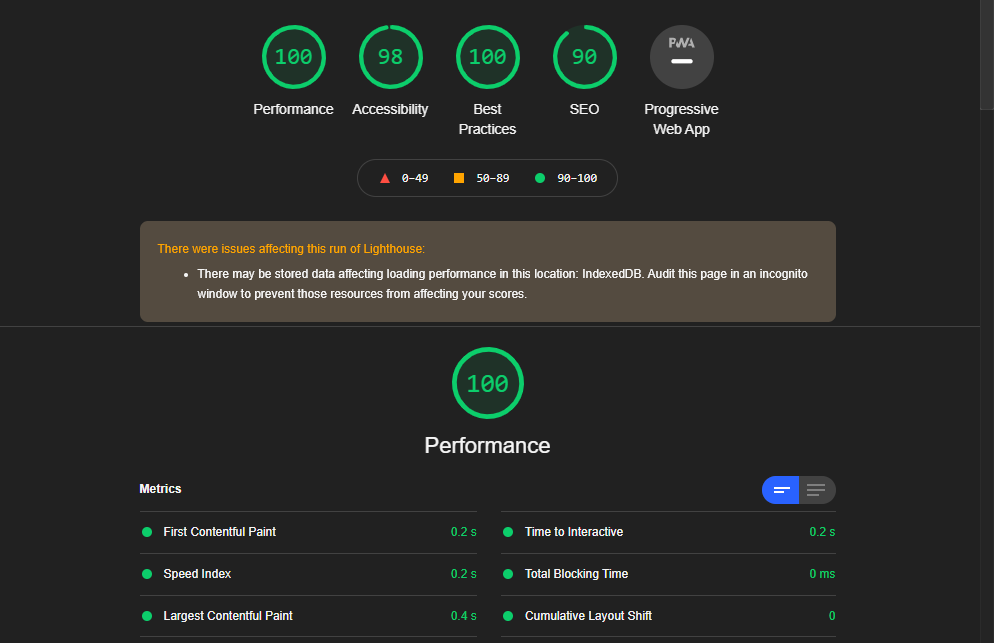 100 98 100 90 PWA
Performance Accessibility Best Practices SEO Progressive Web App
0–49 50–89 90–100
There were issues affecting this run of Lighthouse:
• There may be stored data affecting loading performance in this location: IndexedDB. Audit this page in an incognito
window to prevent those resources from affecting your scores.
100
Performance
Metrics
First Contentful Paint 0.2 s
Time to Interactive 0.2 s
Speed Index 0.2 s
Total Blocking Time 0 ms
Largest Contentful Paint 0.4 s
Cumulative Layout Shift 0